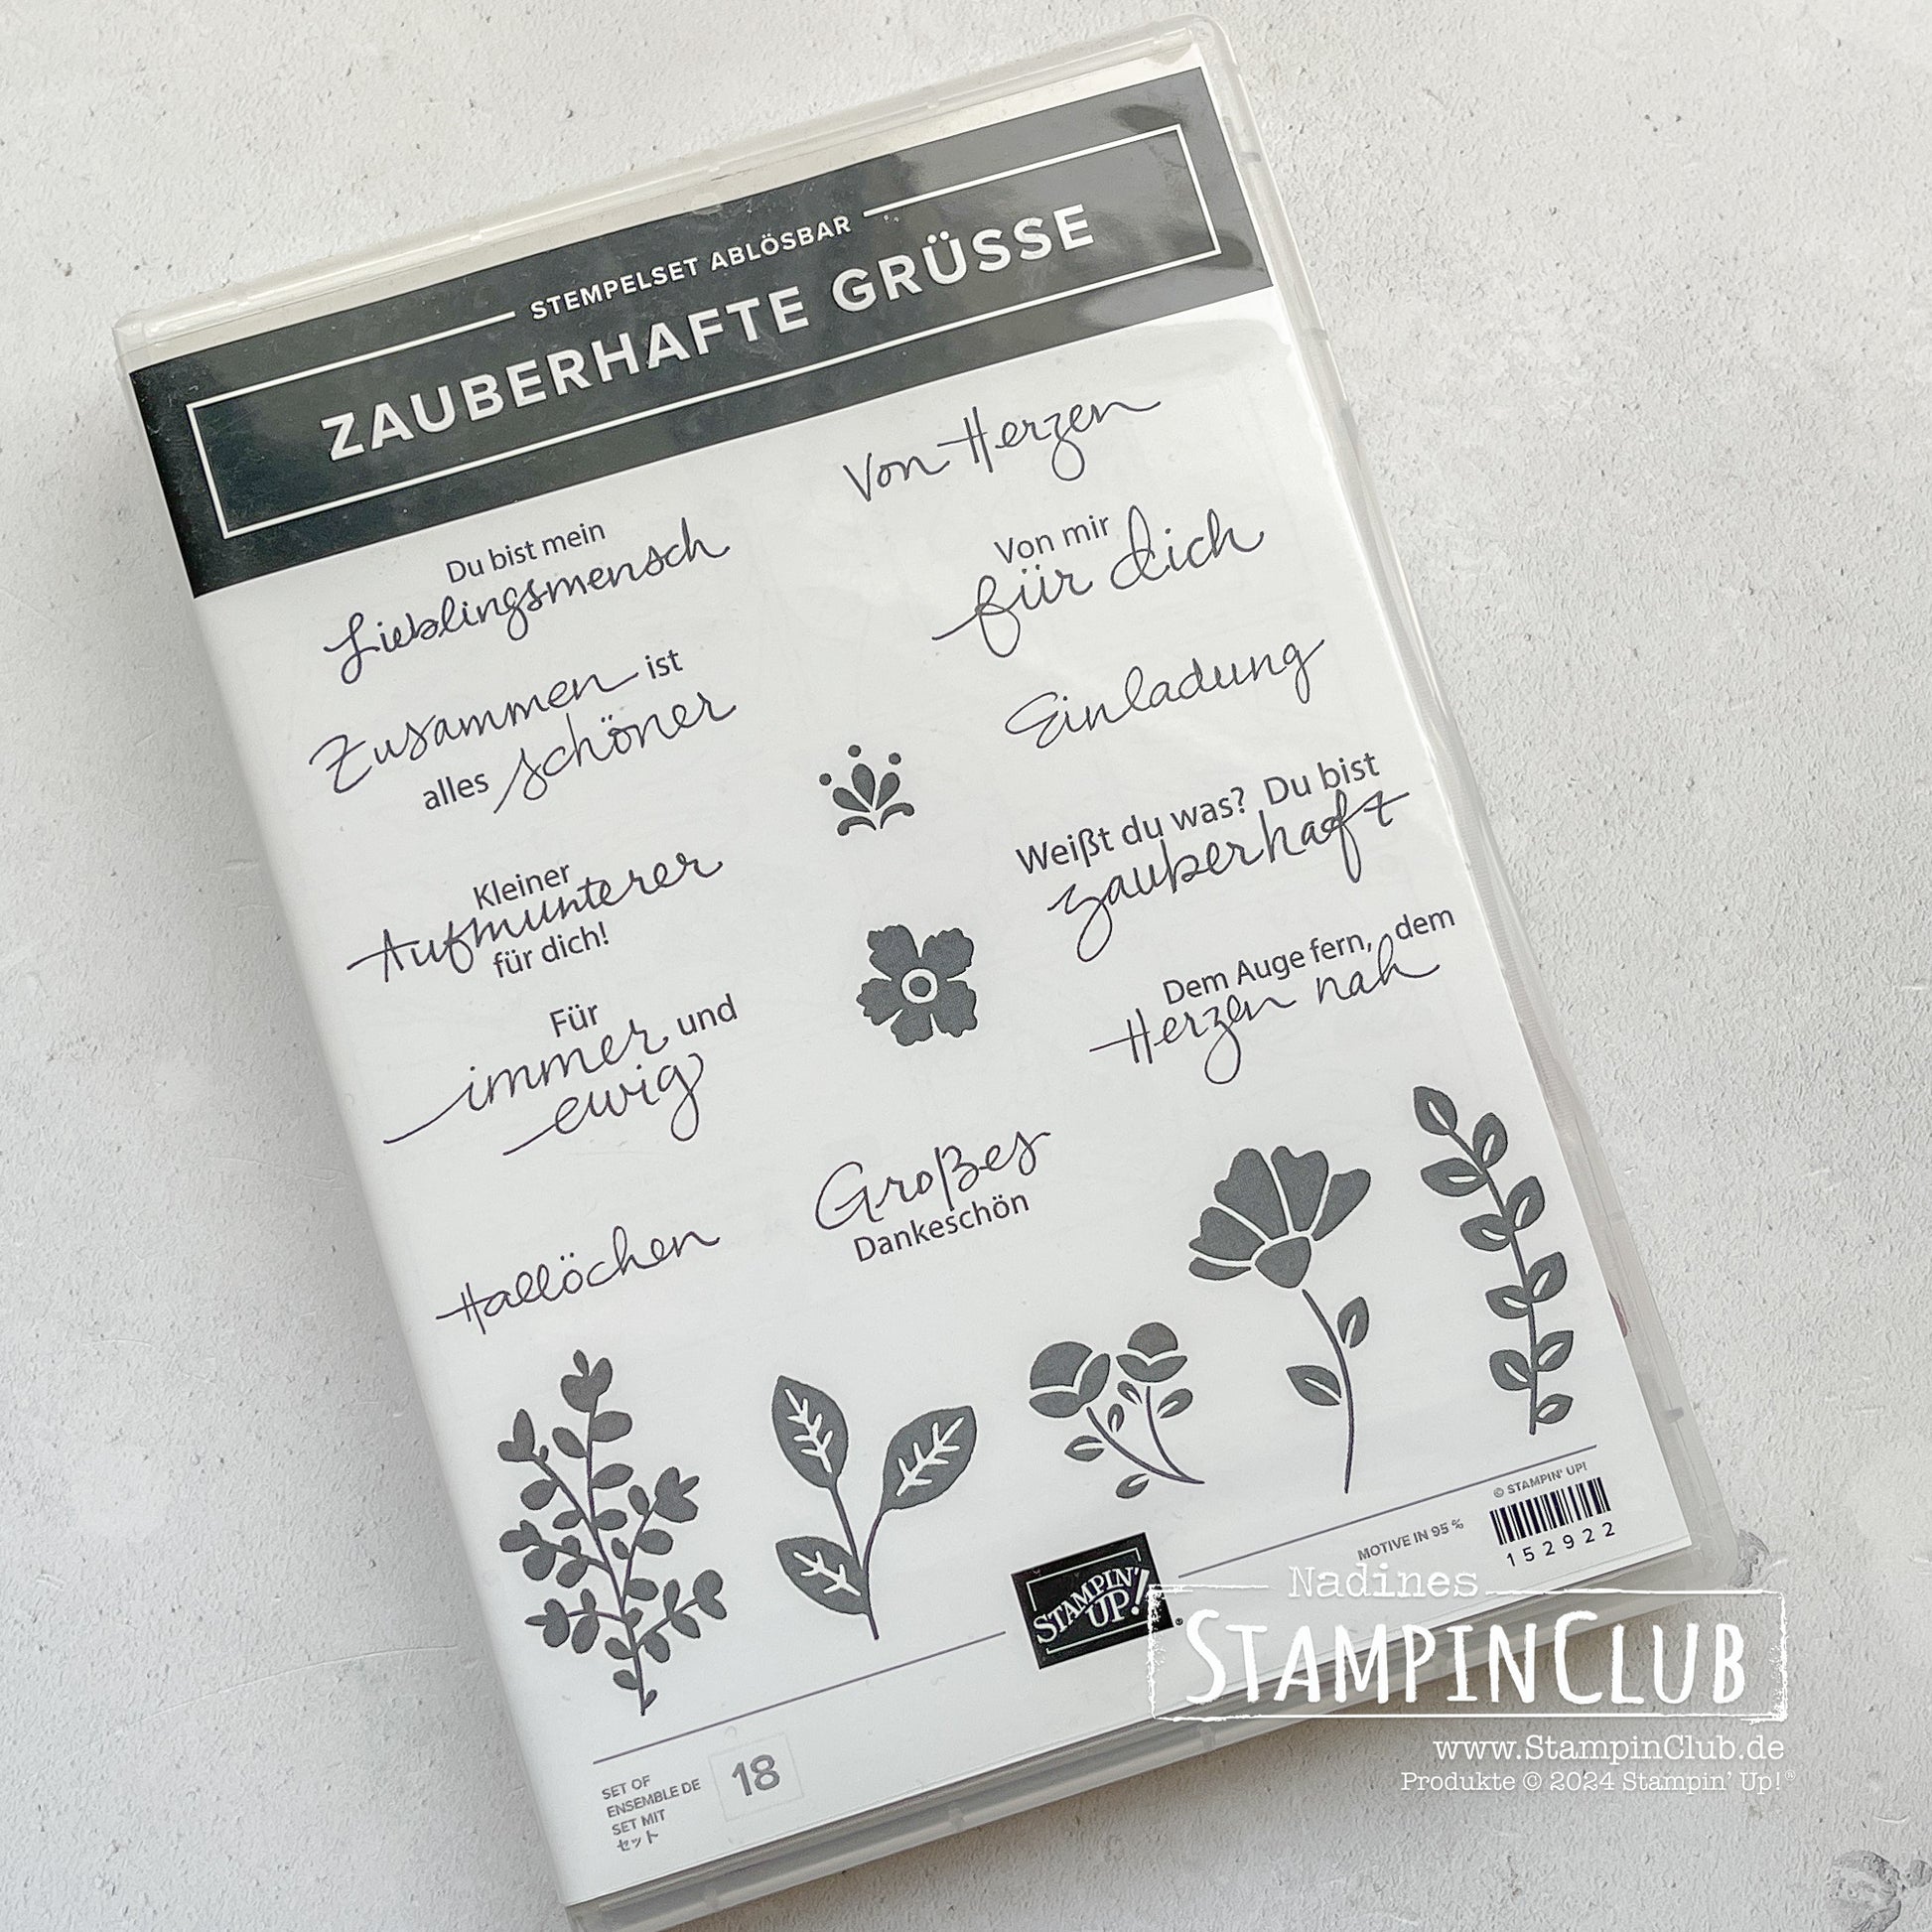 STEMPELSET ABLÖSBAR
ZAUBERHAFTE GRÜSSE
Du bist mein
Lieblingsmensch
Zusammen ist
alles schöner
Kleiner
Aufmunterer
für dich!
Für
immer und
ewig
Hallöchen
Von Herzen
Von mir
für dich
Einladung
Weißt du was? Du bist
zauberhaft
Dem Auge fern, dem
Herzen nah
Großes
Dankeschön
© STAMPIN' UP!
MOTIVE IN 95 %
152922
STAMPIN'
UP!®
SET OF
ENSEMBLE DE
SET MIT
セット
18
Nadines
STAMPINCLUB
www.StampinClub.de
Produkte © 2024 Stampin' Up!®